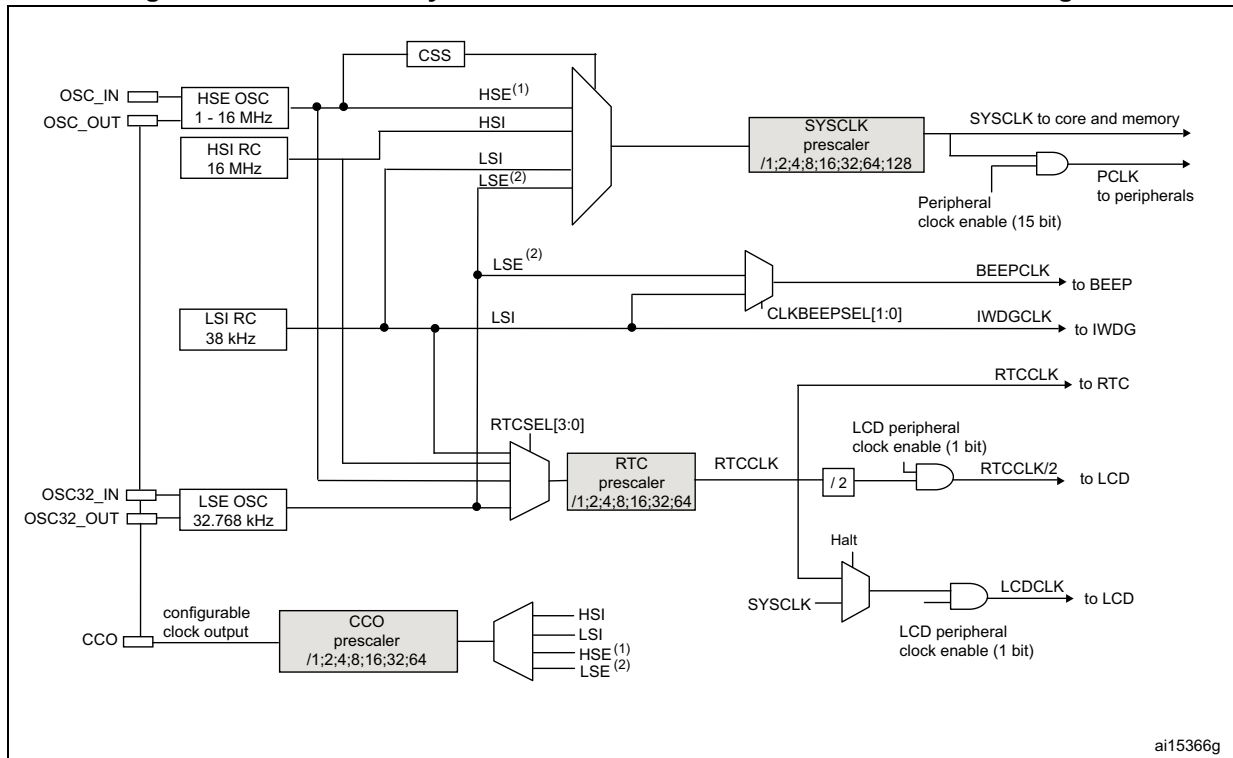 CSS
OSC_IN
OSC_OUT
HSE OSC
1 - 16 MHz
HSE(1)
HSI
HSI RC
16 MHz
LSI
LSE(2)
SYSCLK
prescaler
/1;2;4;8;16;32;64;128
SYSCLK to core and memory
PCLK
to peripherals
Peripheral
clock enable (15 bit)
LSE(2)
BEEPCLK
to BEEP
CLKBEEPSEL[1:0]
LSI RC
38 kHz
LSI
IWDGCLK
to IWDG
RTCCLK
to RTC
RTCSEL[3:0]
LCD peripheral
clock enable (1 bit)
RTC
prescaler
/1;2;4;8;16;32;64
RTCCLK
/ 2
RTCCLK/2
to LCD
OSC32_IN
OSC32_OUT
LSE OSC
32.768 kHz
Halt
SYSCLK
LCDCLK
to LCD
LCD peripheral
clock enable (1 bit)
CCO
configurable
clock output
CCO
prescaler
/1;2;4;8;16;32;64
HSI
LSI
HSE(1)
LSE(2)
ai15366g